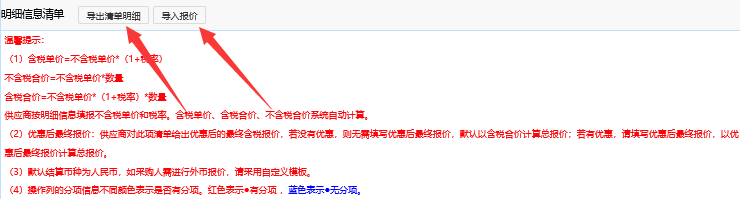 明细信息清单 导出清单明细 导入报价
温馨提示：
（1）含税单价=不含税单价*（1+税率）
不含税合价=不含税单价*数量
含税合价=不含税单价*（1+税率）*数量
供应商按明细信息填报不含税单价和税率。含税单价、含税合价、不含税合价系统自动计算。
（2）优惠后最终报价：供应商对此项清单给出优惠后的最终含税报价，若没有优惠，则无需填写优惠后最终报价，默认以含税合价计算总报价；若有优惠，请填写优惠后最终报价，以优
惠后最终报价计算总报价。
（3）默认结算币种为人民币，如采购人需进行外币报价，请采用自定义模板。
（4）操作列的分项信息不同颜色表示是否有分项。红色表示●有分项 ，蓝色表示●无分项。